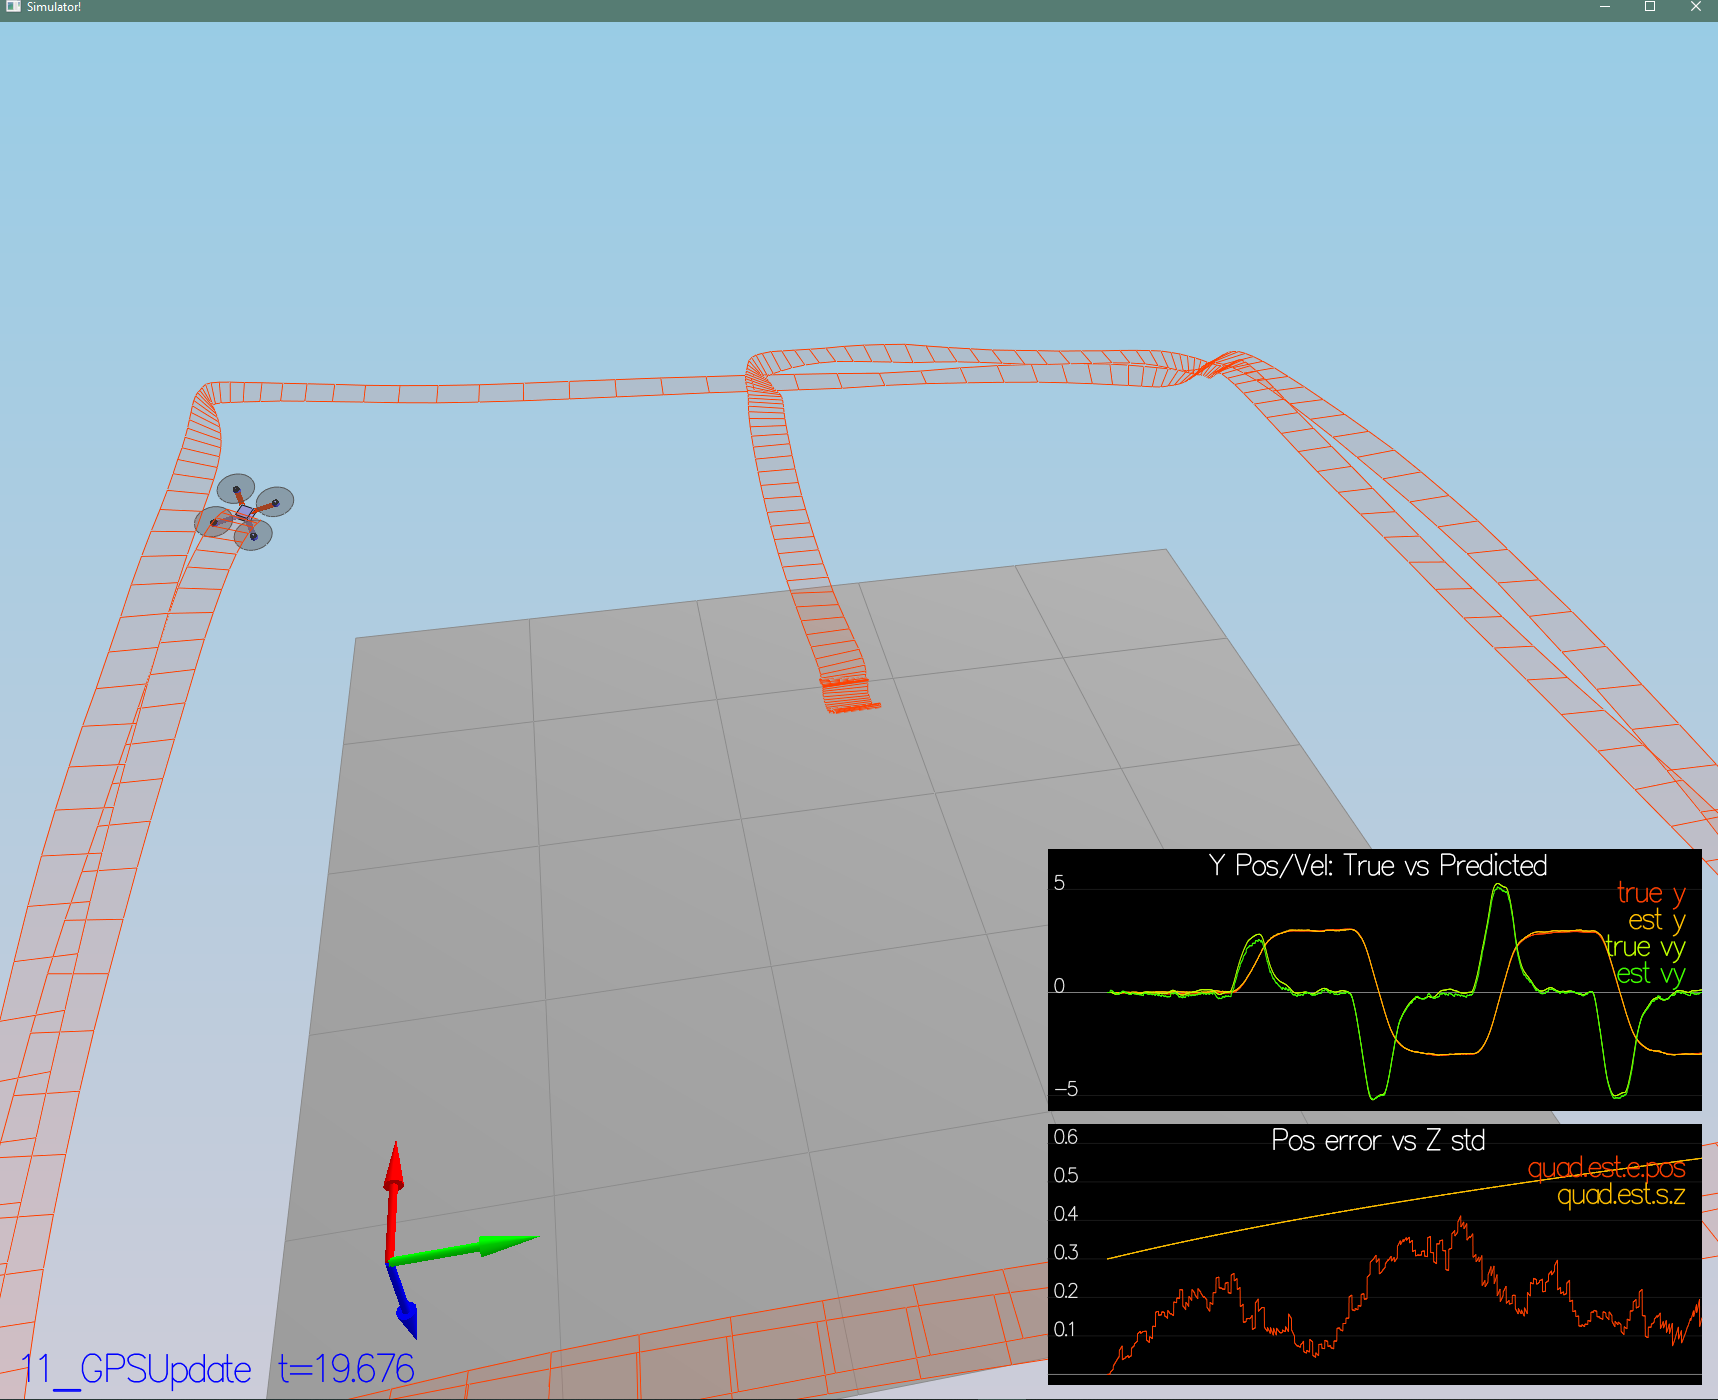 Simulator!
Y Pos/Vel: True vs Predicted
5
true y
est y
true vy
est vy
0
-5
0.6
Pos error vs Z std
0.5
quad.est.e.pos
quad.est.s.z
0.4
0.3
0.2
0.1
11_GPSUpdate t=19.676